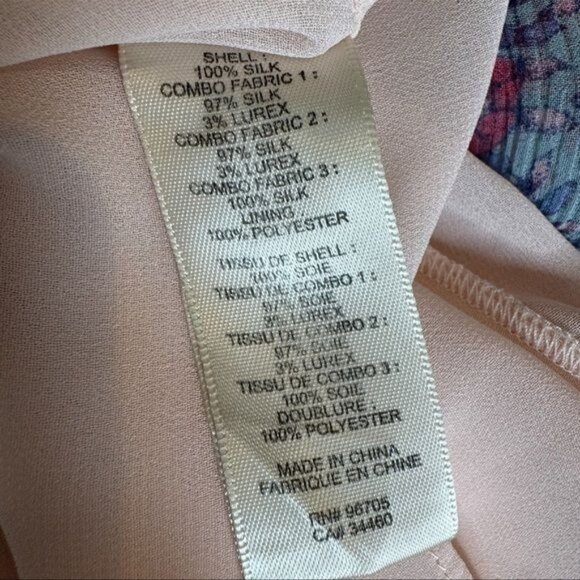 SHELL :
100% SILK
COMBO FABRIC 1 :
97% SILK
3% LUREX
COMBO FABRIC 2 :
97% SILK
3% LUREX
COMBO FABRIC 3 :
100% SILK
LINING
100% POLYESTER
TISSU DE SHELL :
100% SOIE
TISSU DE COMBO 1 :
97% SOIE
3% LUREX
TISSU DE COMBO 2 :
97% SOIE
3% LUREX
TISSU DE COMBO 3 :
100% SOIE
DOUBLURE :
100% POLYESTER
MADE IN CHINA
FABRIQUE EN CHINE
RN# 96705
CA# 34460